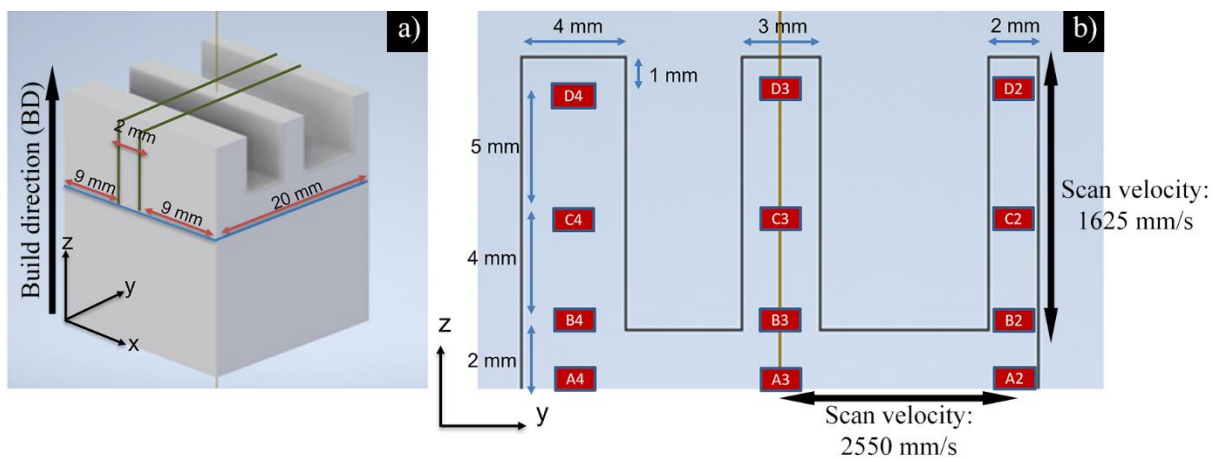 a)
Build direction (BD)
2 mm
9 mm
9 mm
20 mm
z
y
x
b)
4 mm
3 mm
2 mm
1 mm
D4
D3
D2
5 mm
C4
C3
C2
4 mm
B4
B3
B2
2 mm
A4
A3
A2
z
y
Scan velocity:
1625 mm/s
Scan velocity:
2550 mm/s